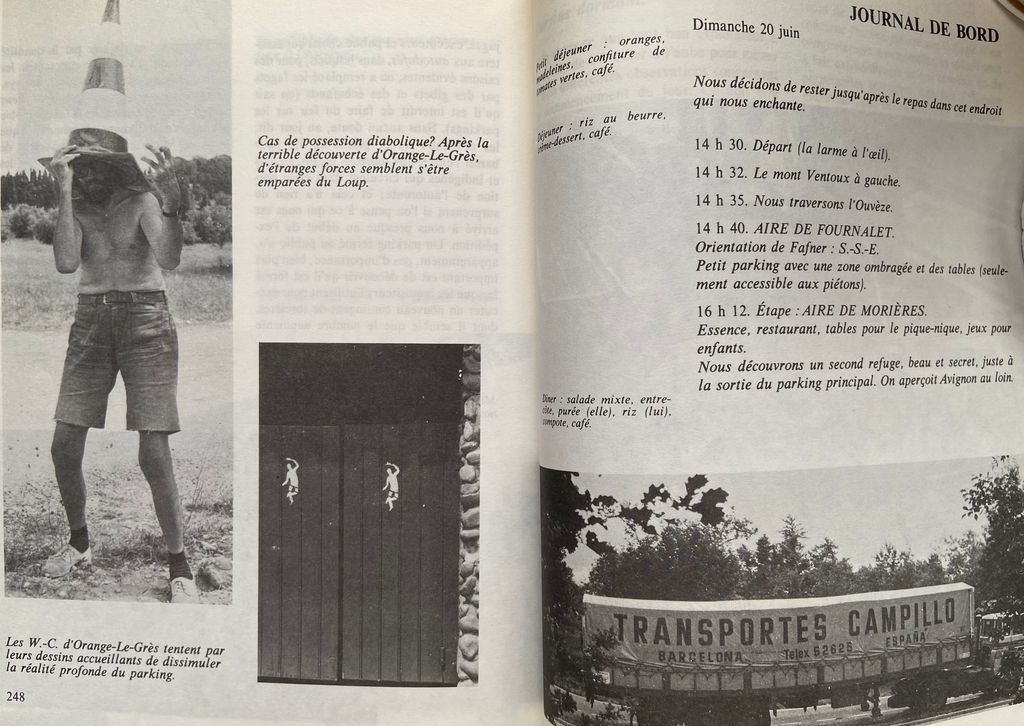 Cas de possession diabolique? Après la
terrible découverte d'Orange-Le-Grès,
d'étranges forces semblent s'être
emparées du Loup.
Les W.-C. d'Orange-Le-Grès tentent par
leurs dessins accueillants de dissimuler
la réalité profonde du parking.
248
JOURNAL DE BORD
Dimanche 20 juin
Petit déjeuner : oranges,
madeleines, confiture de
tomates vertes, café.
Déjeuner : riz au beurre,
crème-dessert, café.
Nous décidons de rester jusqu'après le repas dans cet endroit
qui nous enchante.
14 h 30. Départ (la larme à l'œil).
14 h 32. Le mont Ventoux à gauche.
14 h 35. Nous traversons l'Ouvèze.
14 h 40. AIRE DE FOURNALET.
Orientation de Fafner : S.-S.-E.
Petit parking avec une zone ombragée et des tables (seule-
ment accessible aux piétons).
16 h 12. Étape : AIRE DE MORIÈRES.
Essence, restaurant, tables pour le pique-nique, jeux pour
enfants.
Nous découvrons un second refuge, beau et secret, juste à
la sortie du parking principal. On aperçoit Avignon au loin.
Dîner : salade mixte, entre-
côte, purée (elle), riz (lui),
compote, café.
TRANSPORTES CAMPILLO
BARCELONA Telex 52626 ESPAÑA